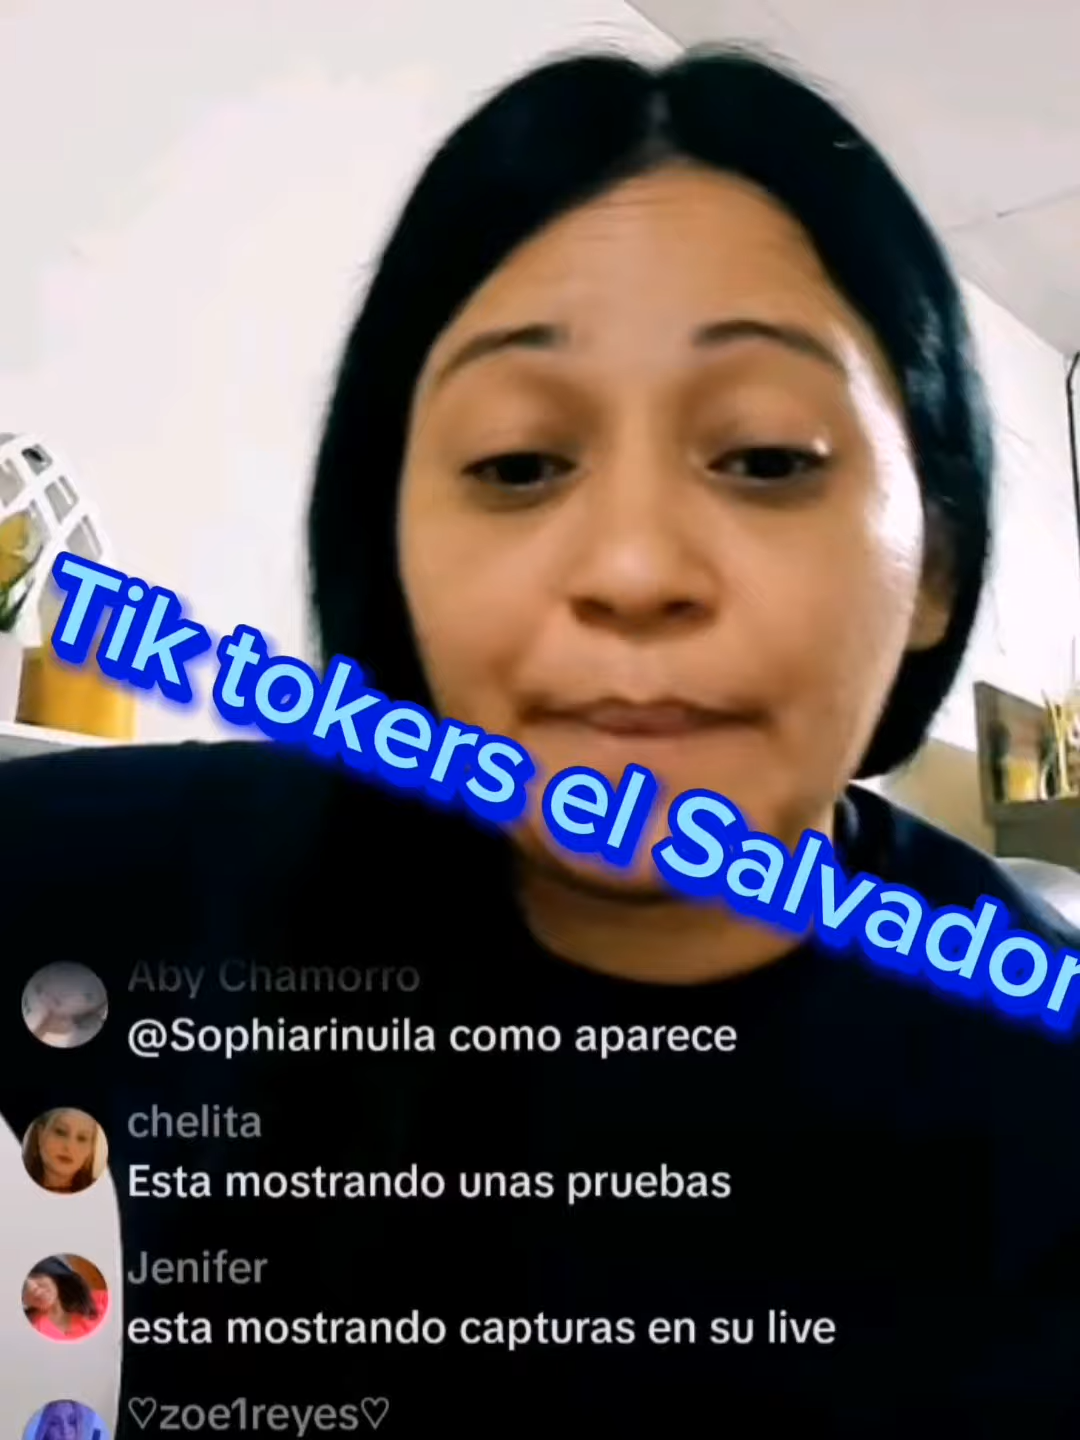 Tik tokers el Salvador
Aby Chamorro
@Sophiarinuila como aparece
chelita
Esta mostrando unas pruebas
Jenifer
esta mostrando capturas en su live
♡zoe1reyes♡